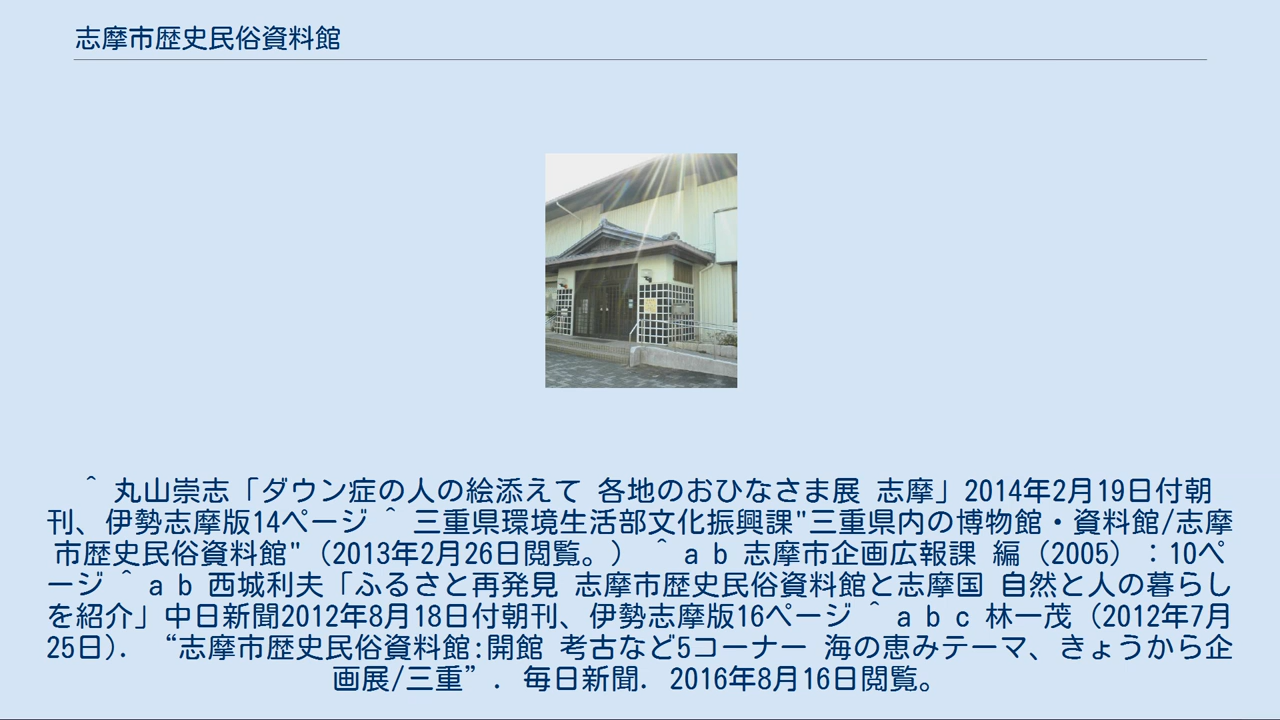 志摩市歴史民俗資料館
^ 丸山崇志「ダウン症の人の絵添えて 各地のおひなさま展 志摩」2014年2月19日付朝
刊、伊勢志摩版14ページ ^ 三重県環境生活部文化振興課"三重県内の博物館・資料館/志摩
市歴史民俗資料館"（2013年2月26日閲覧。） ^ a b 志摩市企画広報課 編（2005）：10ペ
ージ ^ a b 西城利夫「ふるさと再発見 志摩市歴史民俗資料館と志摩国 自然と人の暮らし
を紹介」中日新聞2012年8月18日付朝刊、伊勢志摩版16ページ ^ a b c 林一茂（2012年7月
25日）. “志摩市歴史民俗資料館:開館 考古など5コーナー 海の恵みテーマ、きょうから企
画展/三重”. 毎日新聞. 2016年8月16日閲覧。